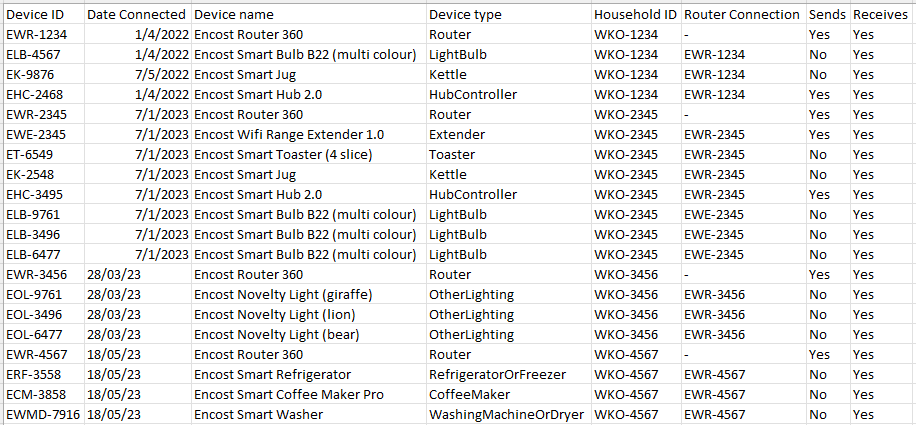 Device ID Date Connected Device name Device type Household ID Router Connection Sends Receives
EWR-1234 1/4/2022 Encost Router 360 Router WKO-1234 - Yes Yes
ELB-4567 1/4/2022 Encost Smart Bulb B22 (multi colour) LightBulb WKO-1234 EWR-1234 No Yes
EK-9876 7/5/2022 Encost Smart Jug Kettle WKO-1234 EWR-1234 No Yes
EHC-2468 1/4/2022 Encost Smart Hub 2.0 HubController WKO-1234 EWR-1234 Yes Yes
EWR-2345 7/1/2023 Encost Router 360 Router WKO-2345 - Yes Yes
EWE-2345 7/1/2023 Encost Wifi Range Extender 1.0 Extender WKO-2345 EWR-2345 Yes Yes
ET-6549 7/1/2023 Encost Smart Toaster (4 slice) Toaster WKO-2345 EWR-2345 No Yes
EK-2548 7/1/2023 Encost Smart Jug Kettle WKO-2345 EWR-2345 No Yes
EHC-3495 7/1/2023 Encost Smart Hub 2.0 HubController WKO-2345 EWR-2345 Yes Yes
ELB-9761 7/1/2023 Encost Smart Bulb B22 (multi colour) LightBulb WKO-2345 EWE-2345 No Yes
ELB-3496 7/1/2023 Encost Smart Bulb B22 (multi colour) LightBulb WKO-2345 EWE-2345 No Yes
ELB-6477 7/1/2023 Encost Smart Bulb B22 (multi colour) LightBulb WKO-2345 EWE-2345 No Yes
EWR-3456 28/03/23 Encost Router 360 Router WKO-3456 - Yes Yes
EOL-9761 28/03/23 Encost Novelty Light (giraffe) OtherLighting WKO-3456 EWR-3456 No Yes
EOL-3496 28/03/23 Encost Novelty Light (lion) OtherLighting WKO-3456 EWR-3456 No Yes
EOL-6477 28/03/23 Encost Novelty Light (bear) OtherLighting WKO-3456 EWR-3456 No Yes
EWR-4567 18/05/23 Encost Router 360 Router WKO-4567 - Yes Yes
ERF-3558 18/05/23 Encost Smart Refrigerator RefrigeratorOrFreezer WKO-4567 EWR-4567 No Yes
ECM-3858 18/05/23 Encost Smart Coffee Maker Pro CoffeeMaker WKO-4567 EWR-4567 No Yes
EWMD-7916 18/05/23 Encost Smart Washer WashingMachineOrDryer WKO-4567 EWR-4567 No Yes